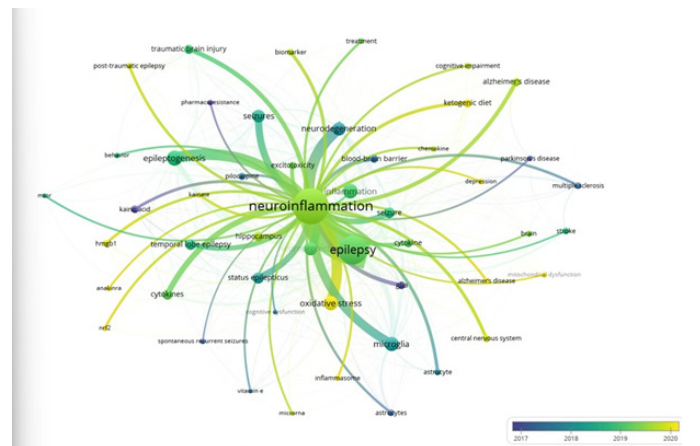 treatment
traumatic brain injury
biomarker
post-traumatic epilepsy
cognitive impairment
alzheimer's disease
pharmacoresistance
ketogenic diet
seizures
neurodegeneration
chemokine
behavior
epileptogenesis
excitotoxicity
blood-brain barrier
parkinson's disease
pilocarpine
depression
multiple sclerosis
inflammation
mtor
kainate
neuroinflammation
kainic acid
seizure
hmgb1
temporal lobe epilepsy
hippocampus
cytokine
brain
stroke
epilepsy
status epilepticus
mitochondrial dysfunction
anakinra
alzheimer's disease
cytokines
oxidative stress
cognitive dysfunction
nrf2
spontaneous recurrent seizures
microglia
central nervous system
inflammasome
astrocyte
vitamin e
microrna
astrocytes
2017 2018 2019 2020